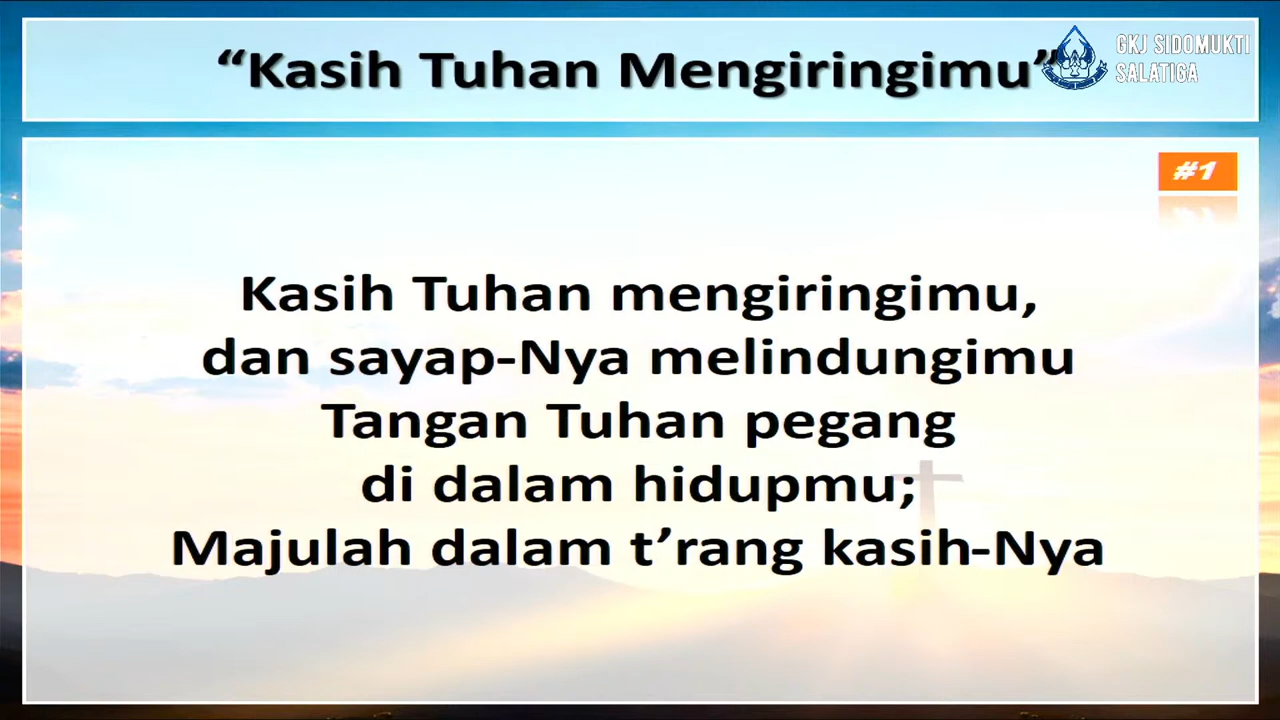 “Kasih Tuhan Mengiringimu”
GKJ SIDOMUKTI
SALATIGA
#1
Kasih Tuhan mengiringimu,
dan sayap-Nya melindungimu
Tangan Tuhan pegang
di dalam hidupmu;
Majulah dalam t’rang kasih-Nya